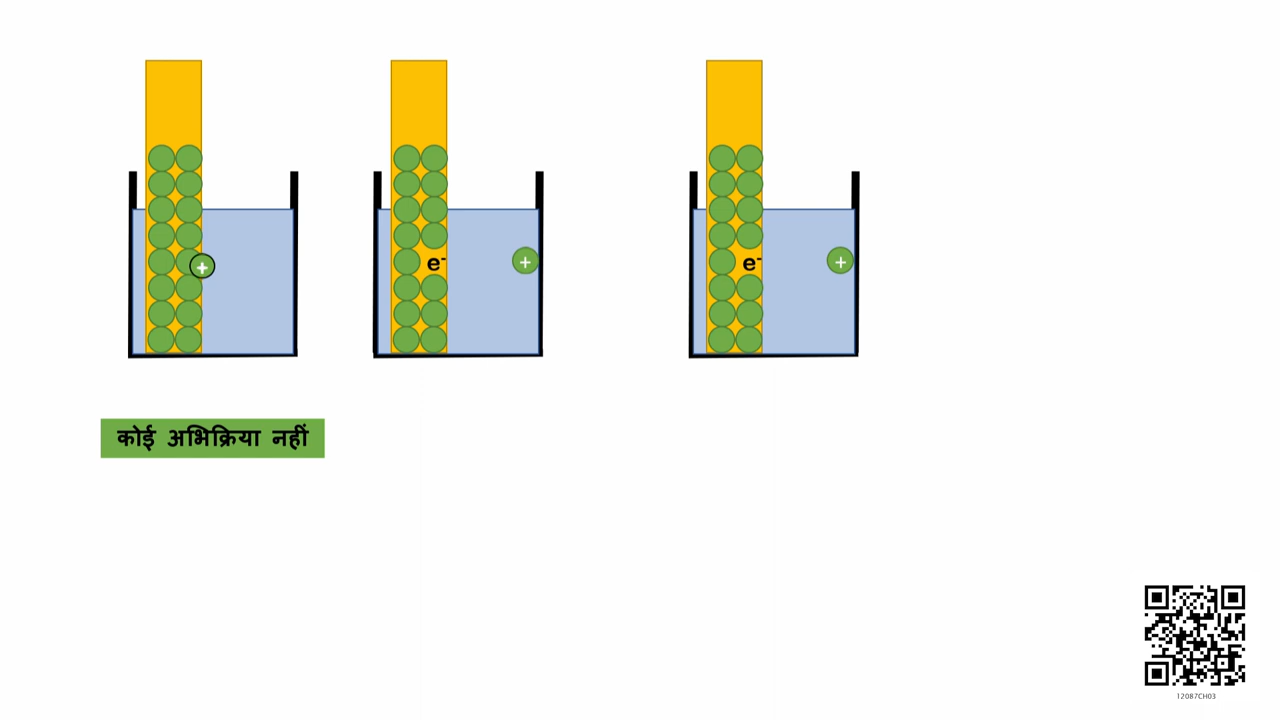 +
e⁻
+
e⁻
+
कोई अभिक्रिया नहीं
12087CH03